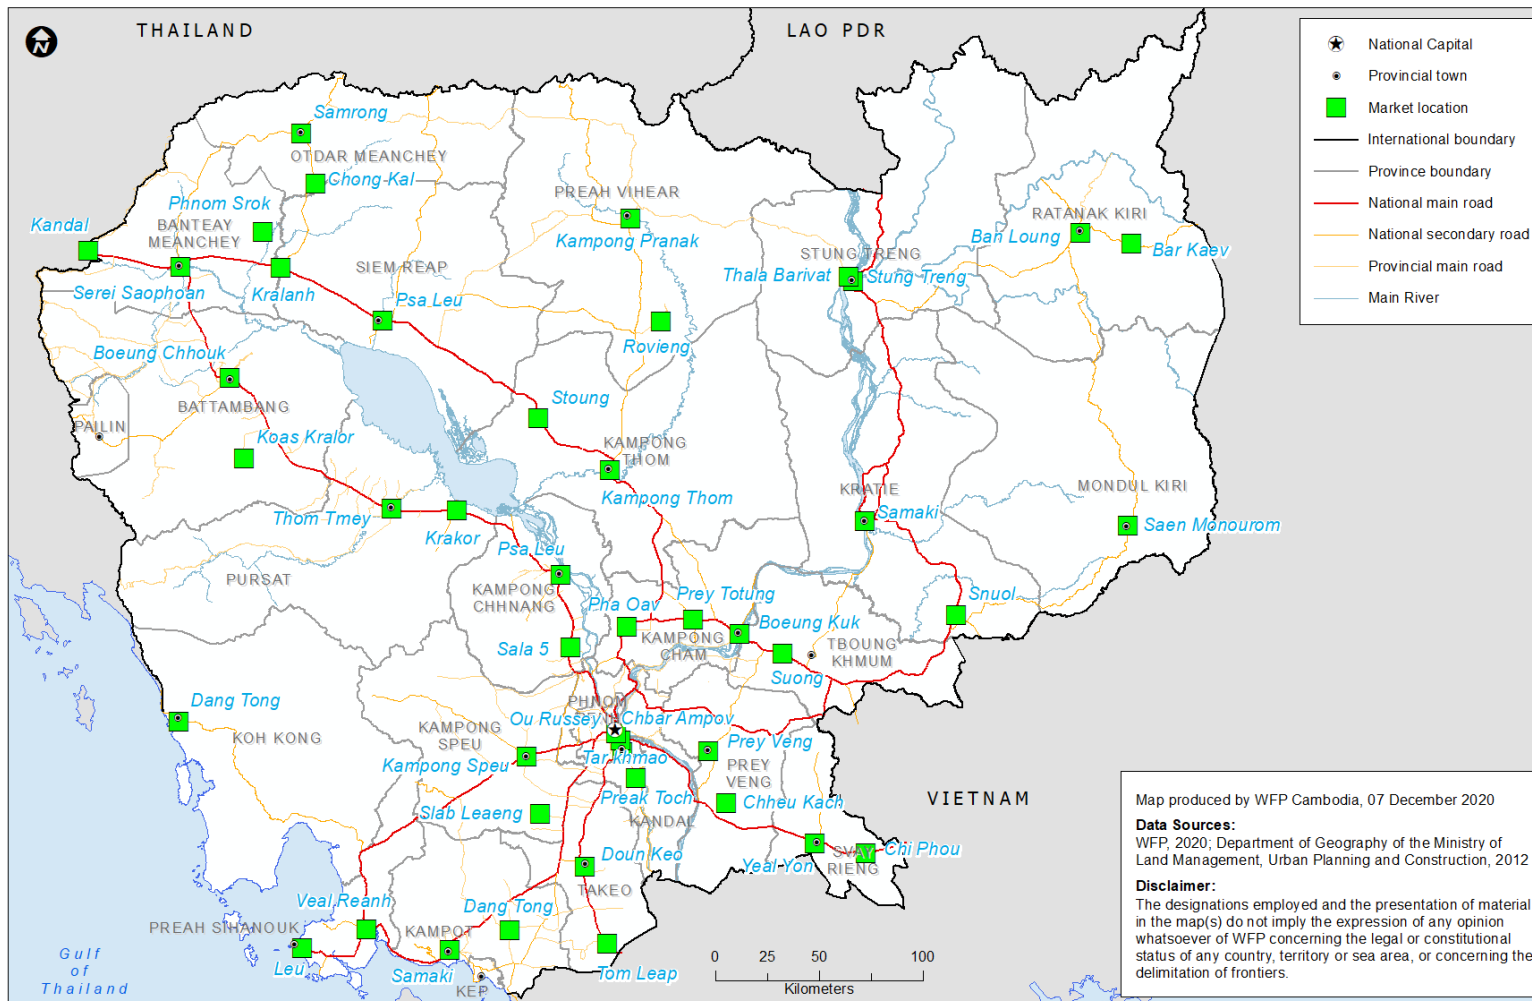 THAILAND
LAO PDR
N
National Capital
Provincial town
Market location
International boundary
Province boundary
National main road
National secondary road
Provincial main road
Main River
Samrong
OTDAR MEANCHEY
Chong Kal
Phnom Srok
PREAH VIHEAR
Kandal
BANTEAY
MEANCHEY
Kampong Pranak
RATANAK KIRI
Ban Loung
Bar Kaev
STUNG TRENG
SIEM REAP
Thala Barivat
Stung Treng
Serei Saophoan
Kralanh
Psa Leu
Rovieng
Boeung Chhouk
BATTAMBANG
Stoung
PAILIN
Koas Kralor
KAMPONG
THOM
Kampong Thom
KRATIE
MONDUL KIRI
Thom Tmey
Krakor
Samaki
Saen Monourom
Psa Leu
PURSAT
KAMPONG
CHHNANG
Pha Oav
Prey Totung
Snuol
Boeung Kuk
KAMPONG
CHAM
TBOUNG
KHMUM
Sala 5
Suong
Dang Tong
KOH KONG
KAMPONG
SPEU
PHNOM
Ou Russey
Chbar Ampov
Kampong Speu
Tar khmao
Prey Veng
PREY
VENG
Preak Toch
Chheu Kach
Slab Leaeng
KANDAL
VIETNAM
Doun Keo
Yeal Yon
SVAY
RIENG
Chi Phou
TAKEO
Veal Reanh
Dang Tong
PREAH SIHANOUK
KAMPOT
Leu
Samaki
Tom Leap
KEP
Gulf
of
Thailand
0 25 50 100
Kilometers
Map produced by WFP Cambodia, 07 December 2020
Data Sources:
WFP, 2020; Department of Geography of the Ministry of
Land Management, Urban Planning and Construction, 2012
Disclaimer:
The designations employed and the presentation of material
in the map(s) do not imply the expression of any opinion
whatsoever of WFP concerning the legal or constitutional
status of any country, territory or sea area, or concerning the
delimitation of frontiers.